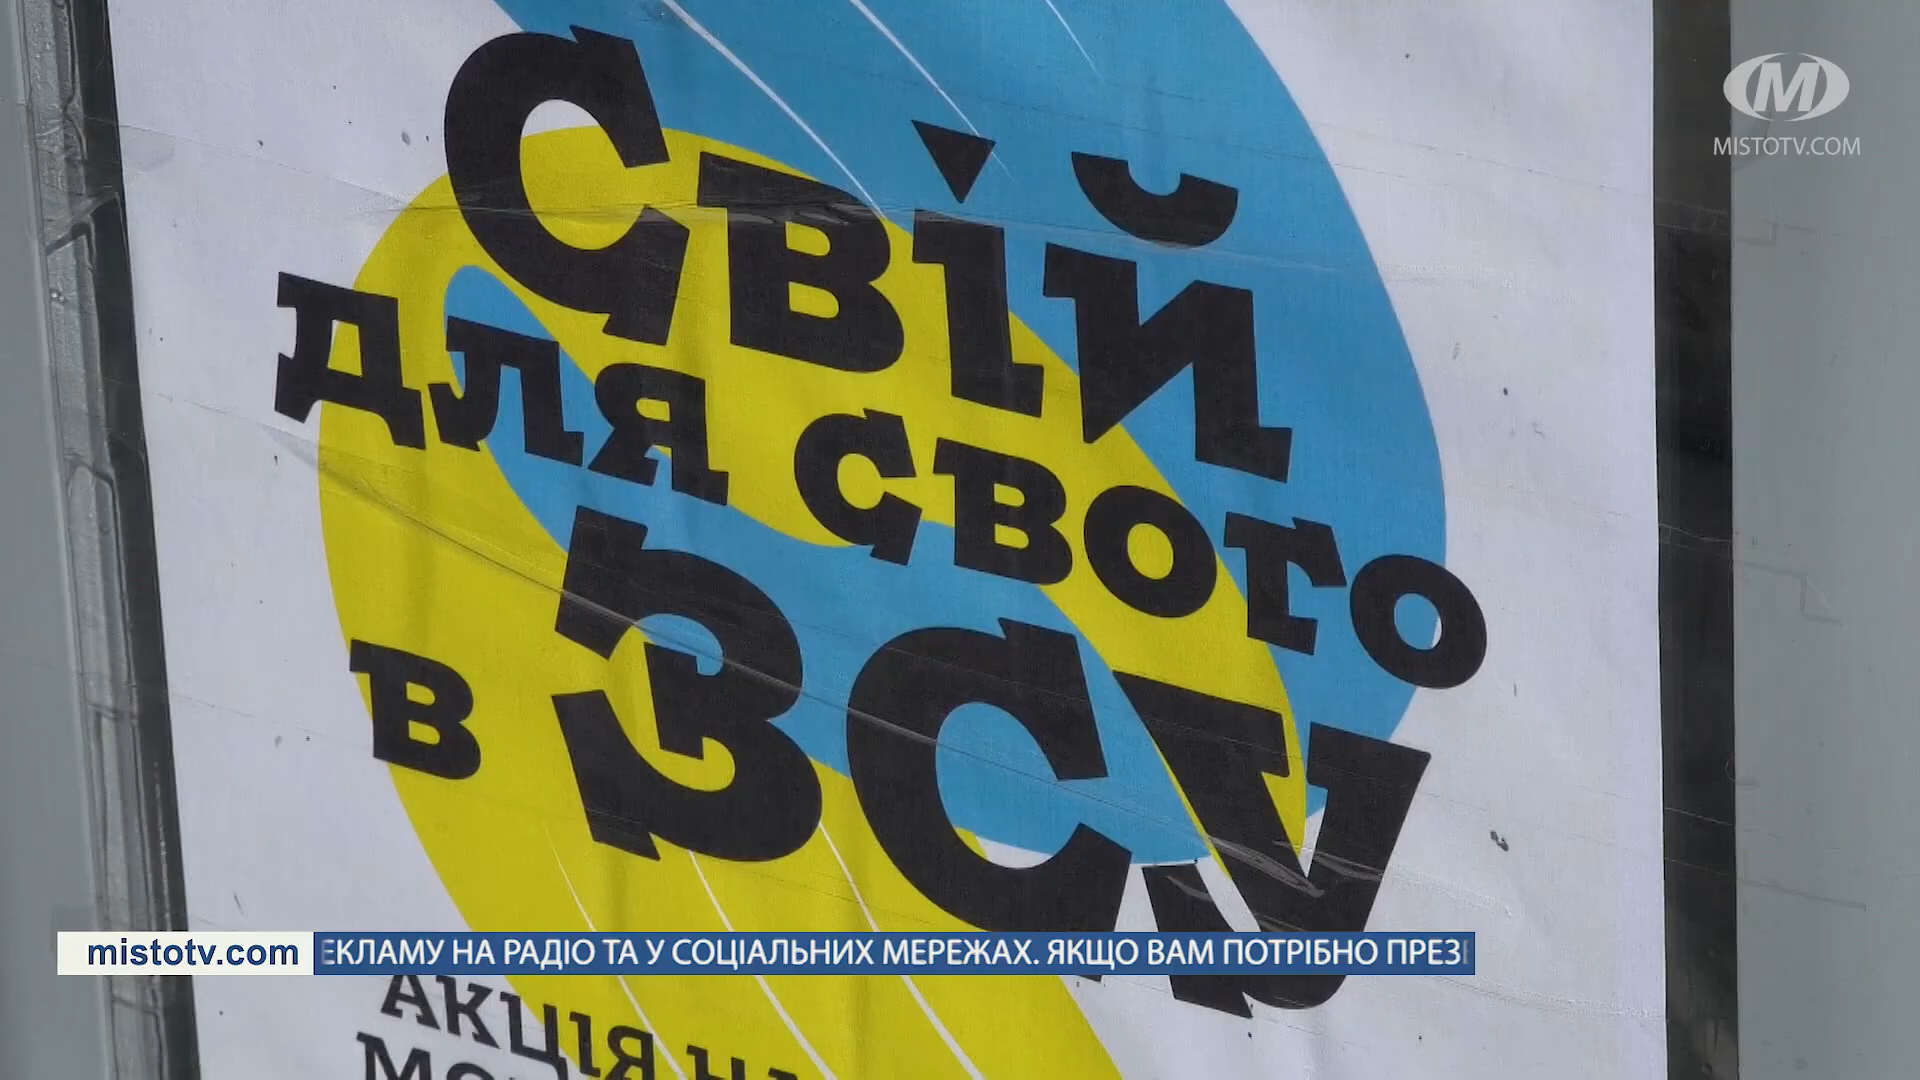 М
MISTOTV.COM
Свій
для свого
в ЗСУ
mistotv.com
ЕКЛАМУ НА РАДІО ТА У СОЦІАЛЬНИХ МЕРЕЖАХ. ЯКЩО ВАМ ПОТРІБНО ПРЕЗ
АКЦІЯ